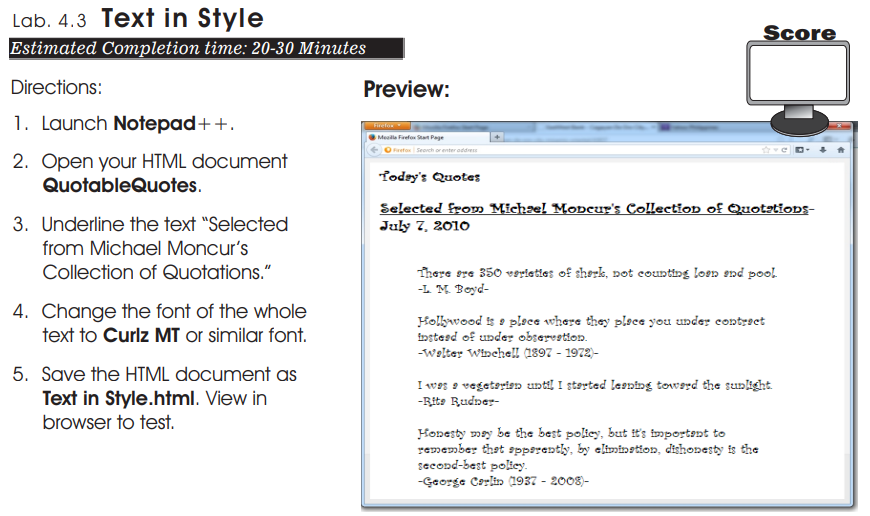 Lab. 4.3 Text in Style
Estimated Completion time: 20-30 Minutes
Score
Directions:
1. Launch Notepad++.
2. Open your HTML document
QuotableQuotes.
3. Underline the text “Selected
from Michael Moncur’s
Collection of Quotations.”
4. Change the font of the whole
text to Curlz MT or similar font.
5. Save the HTML document as
Text in Style.html. View in
browser to test.
Preview:
Firefox
Mozilla Firefox Start Page
Firefox Search or enter address
Today's Quotes
Selected from Michael Moncur's Collection of Quotations-
July 7, 2010
There are 350 varieties of shark, not counting loan and pool.
-L. M. Boyd-
Hollywood is a place where they place you under contract
instead of under observation.
-Walter Winchell (1897 - 1972)-
I was a vegetarian until I started leaning toward the sunlight.
-Rita Rudner-
Honesty may be the best policy, but it's important to
remember that apparently, by elimination, dishonesty is the
second-best policy.
-George Carlin (1937 - 2008)-